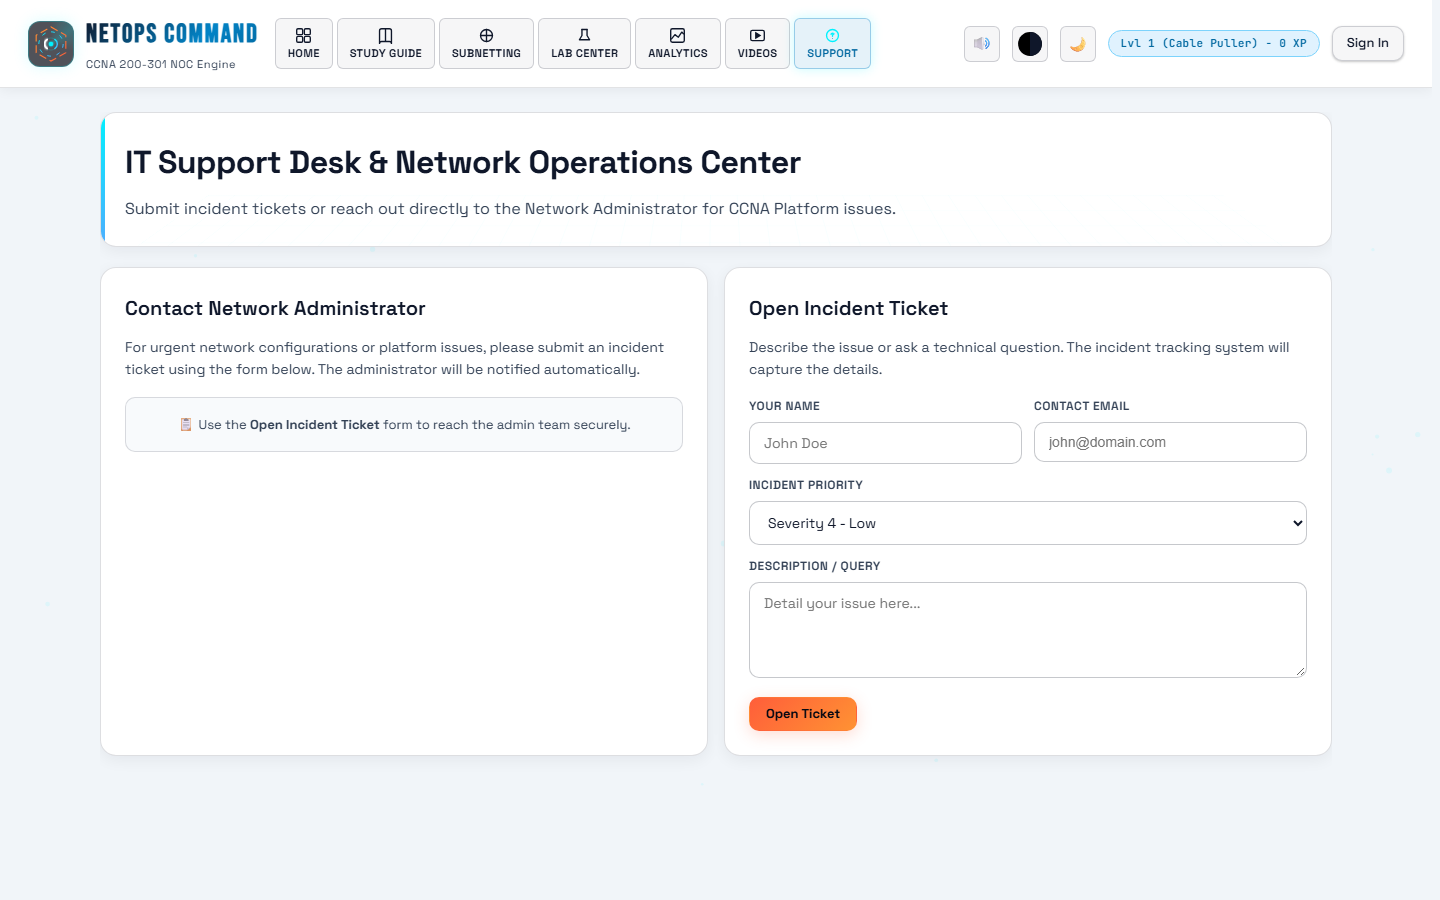 NETOPS COMMAND
CCNA 200-301 NOC Engine
HOME
STUDY GUIDE
SUBNETTING
LAB CENTER
ANALYTICS
VIDEOS
SUPPORT
Lvl 1 (Cable Puller) - 0 XP
Sign In
IT Support Desk & Network Operations Center
Submit incident tickets or reach out directly to the Network Administrator for CCNA Platform issues.
Contact Network Administrator
For urgent network configurations or platform issues, please submit an incident
ticket using the form below. The administrator will be notified automatically.
📋 Use the Open Incident Ticket form to reach the admin team securely.
Open Incident Ticket
Describe the issue or ask a technical question. The incident tracking system will
capture the details.
YOUR NAME
CONTACT EMAIL
John Doe
john@domain.com
INCIDENT PRIORITY
Severity 4 - Low
DESCRIPTION / QUERY
Detail your issue here...
Open Ticket